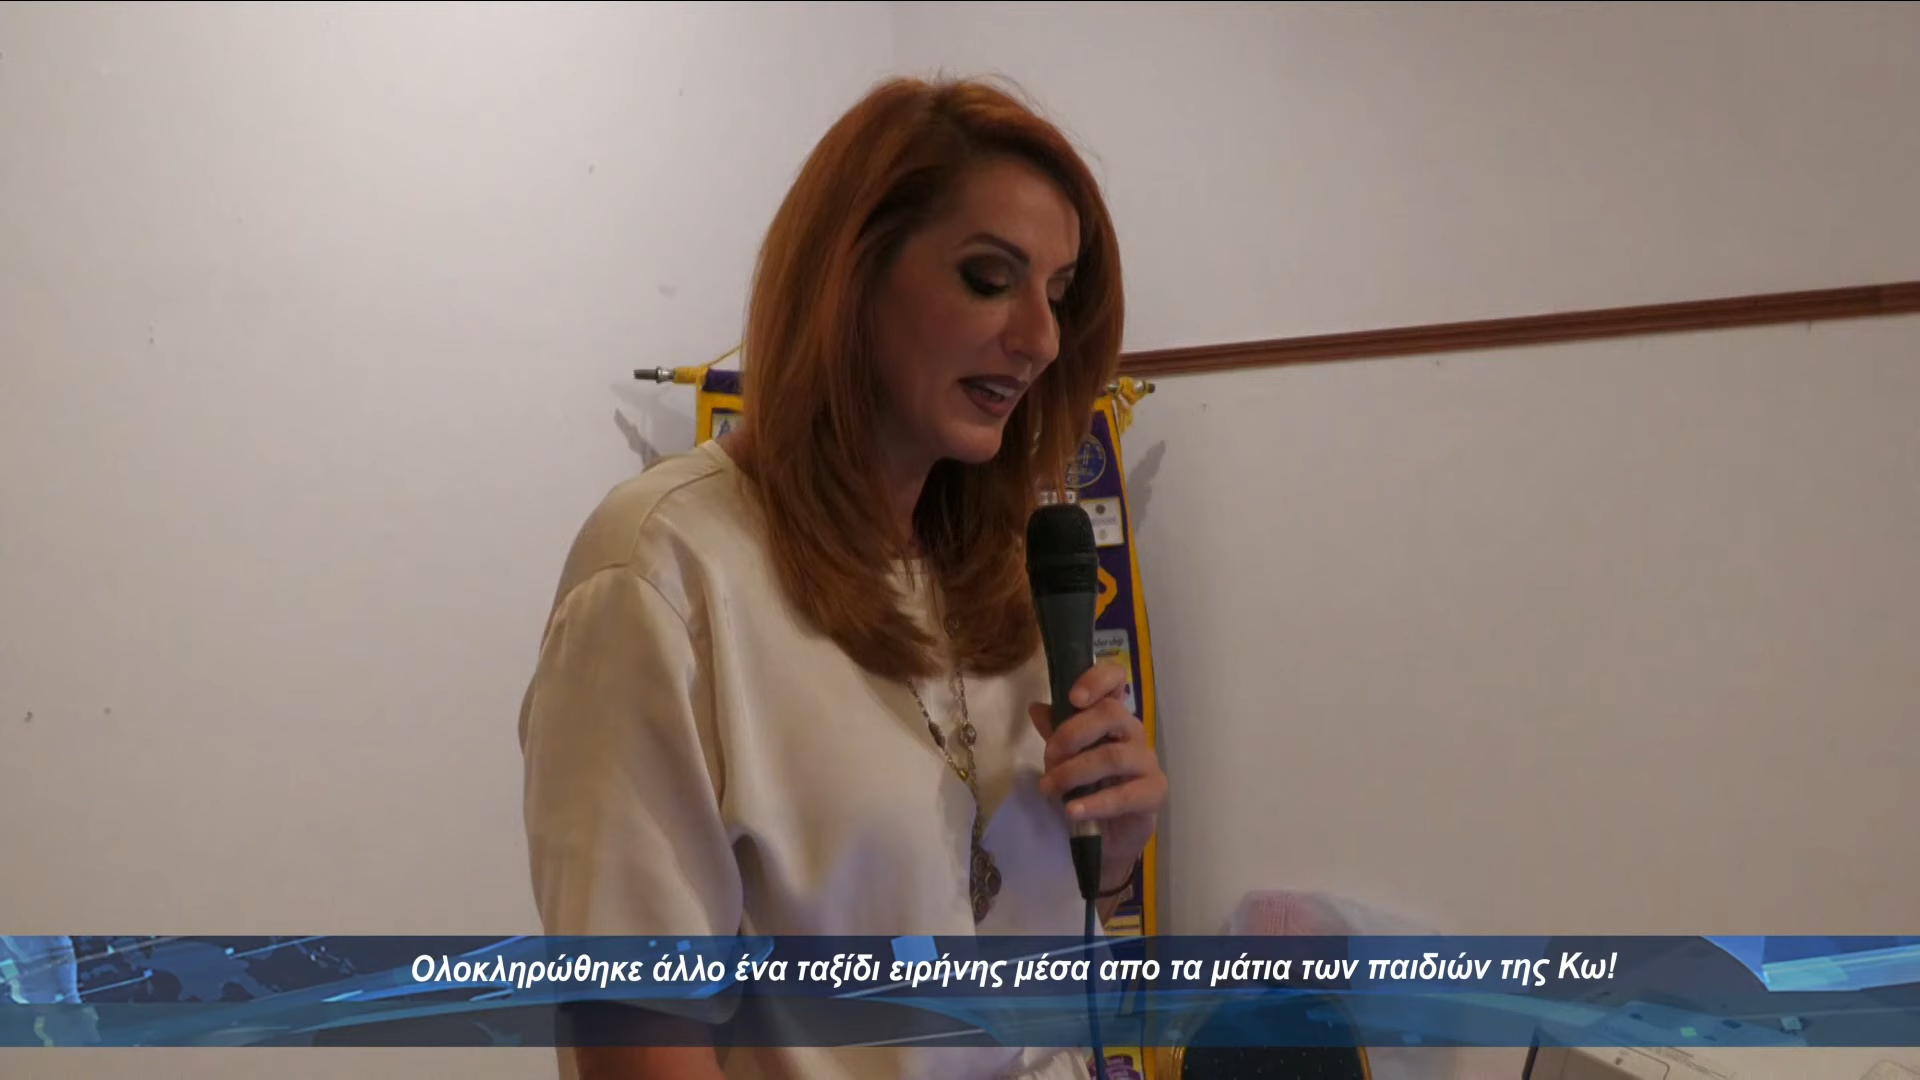 Ολοκληρώθηκε άλλο ένα ταξίδι ειρήνης μέσα απο τα μάτια των παιδιών της Κω!